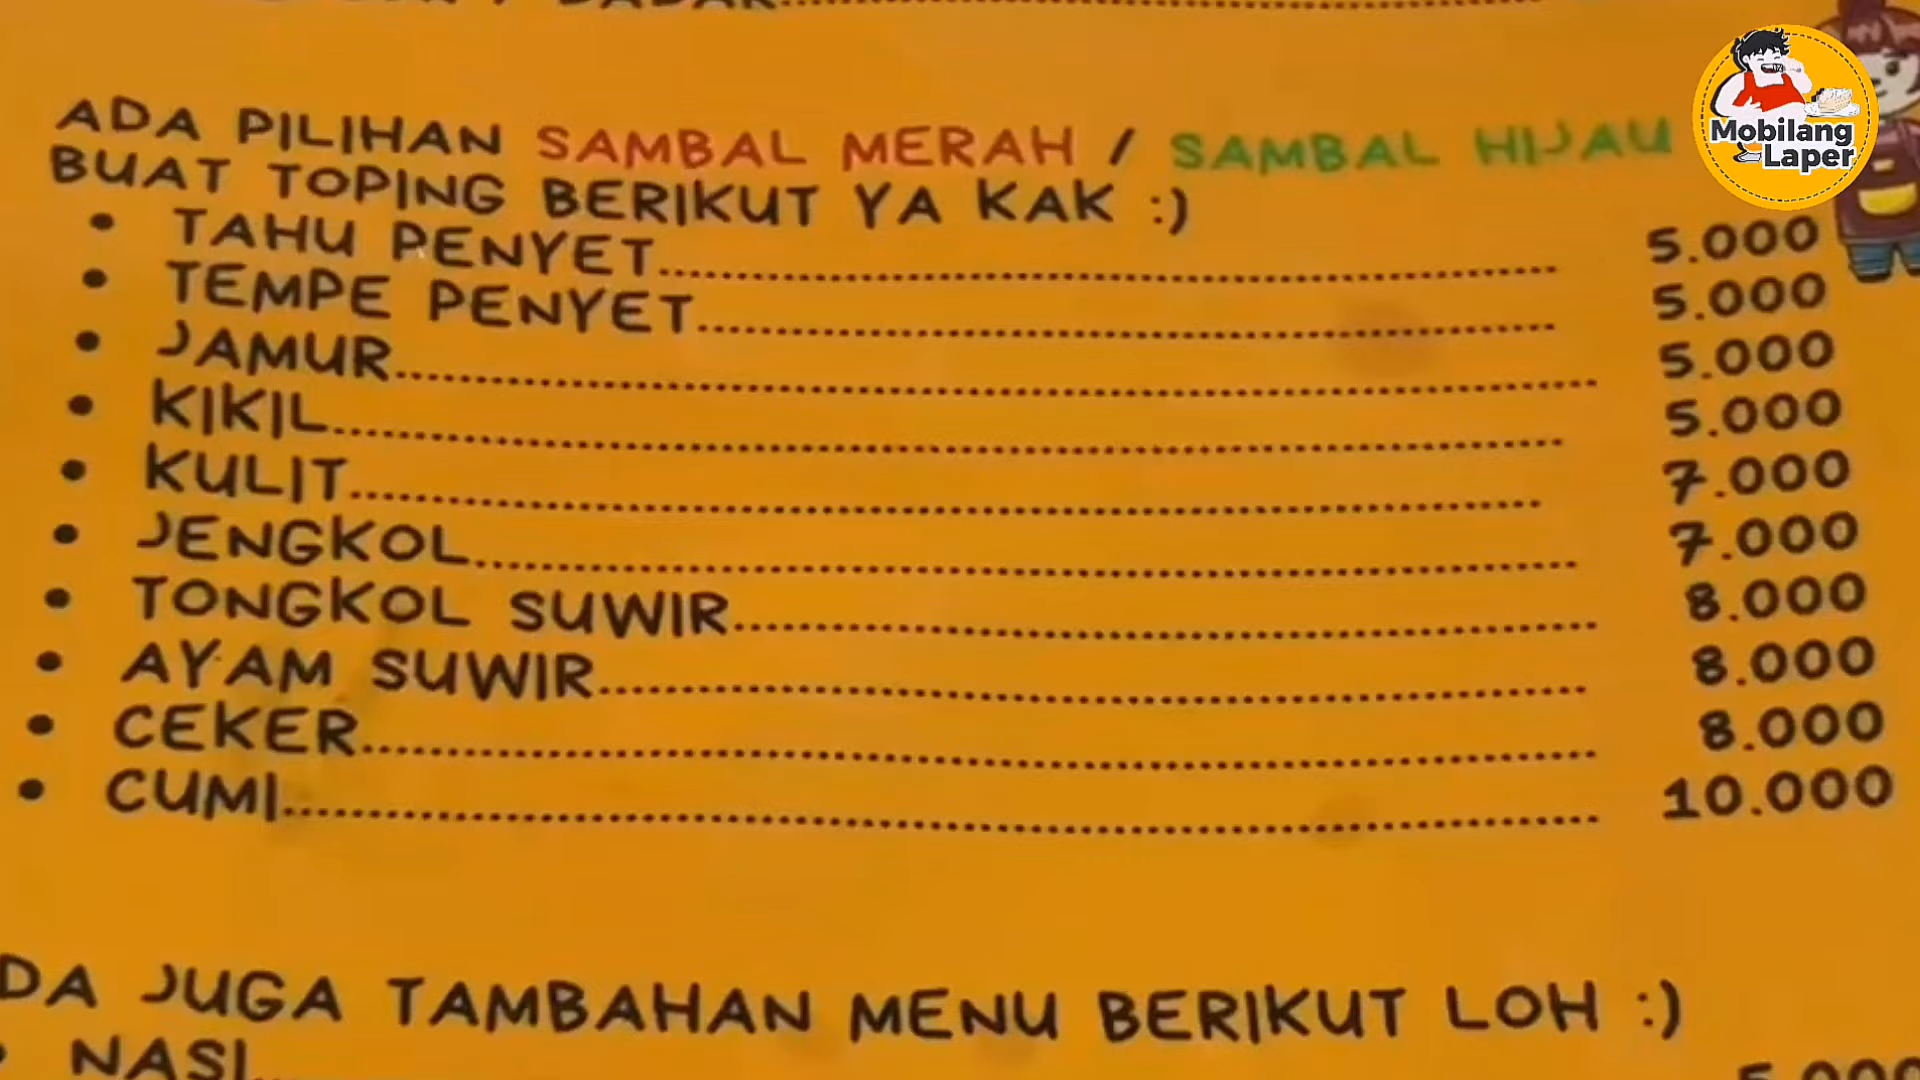 ADA PILIHAN SAMBAL MERAH / SAMBAL HIJAU
BUAT TOPING BERIKUT YA KAK :)
• TAHU PENYET 5.000
• TEMPE PENYET 5.000
• JAMUR 5.000
• KIKIL 5.000
• KULIT 7.000
• JENGKOL 7.000
• TONGKOL SUWIR 8.000
• AYAM SUWIR 8.000
• CEKER 8.000
• CUMI 10.000
DA JUGA TAMBAHAN MENU BERIKUT LOH :)
• NASI 5.000
Mobilang
Laper